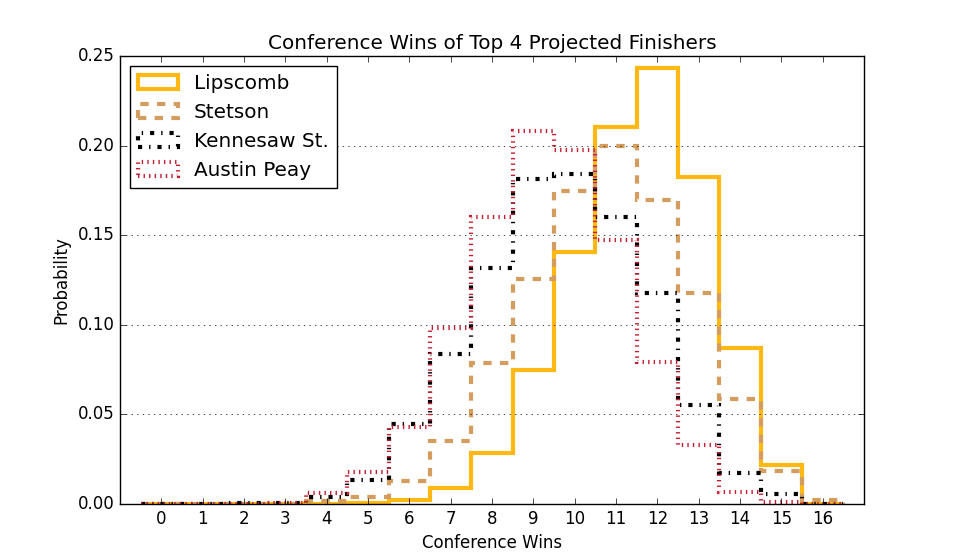 Conference Wins of Top 4 Projected Finishers
0.25
0.20
0.15
0.10
0.05
0.00
Probability
Lipscomb
Stetson
Kennesaw St.
Austin Peay
0 1 2 3 4 5 6 7 8 9 10 11 12 13 14 15 16
Conference Wins